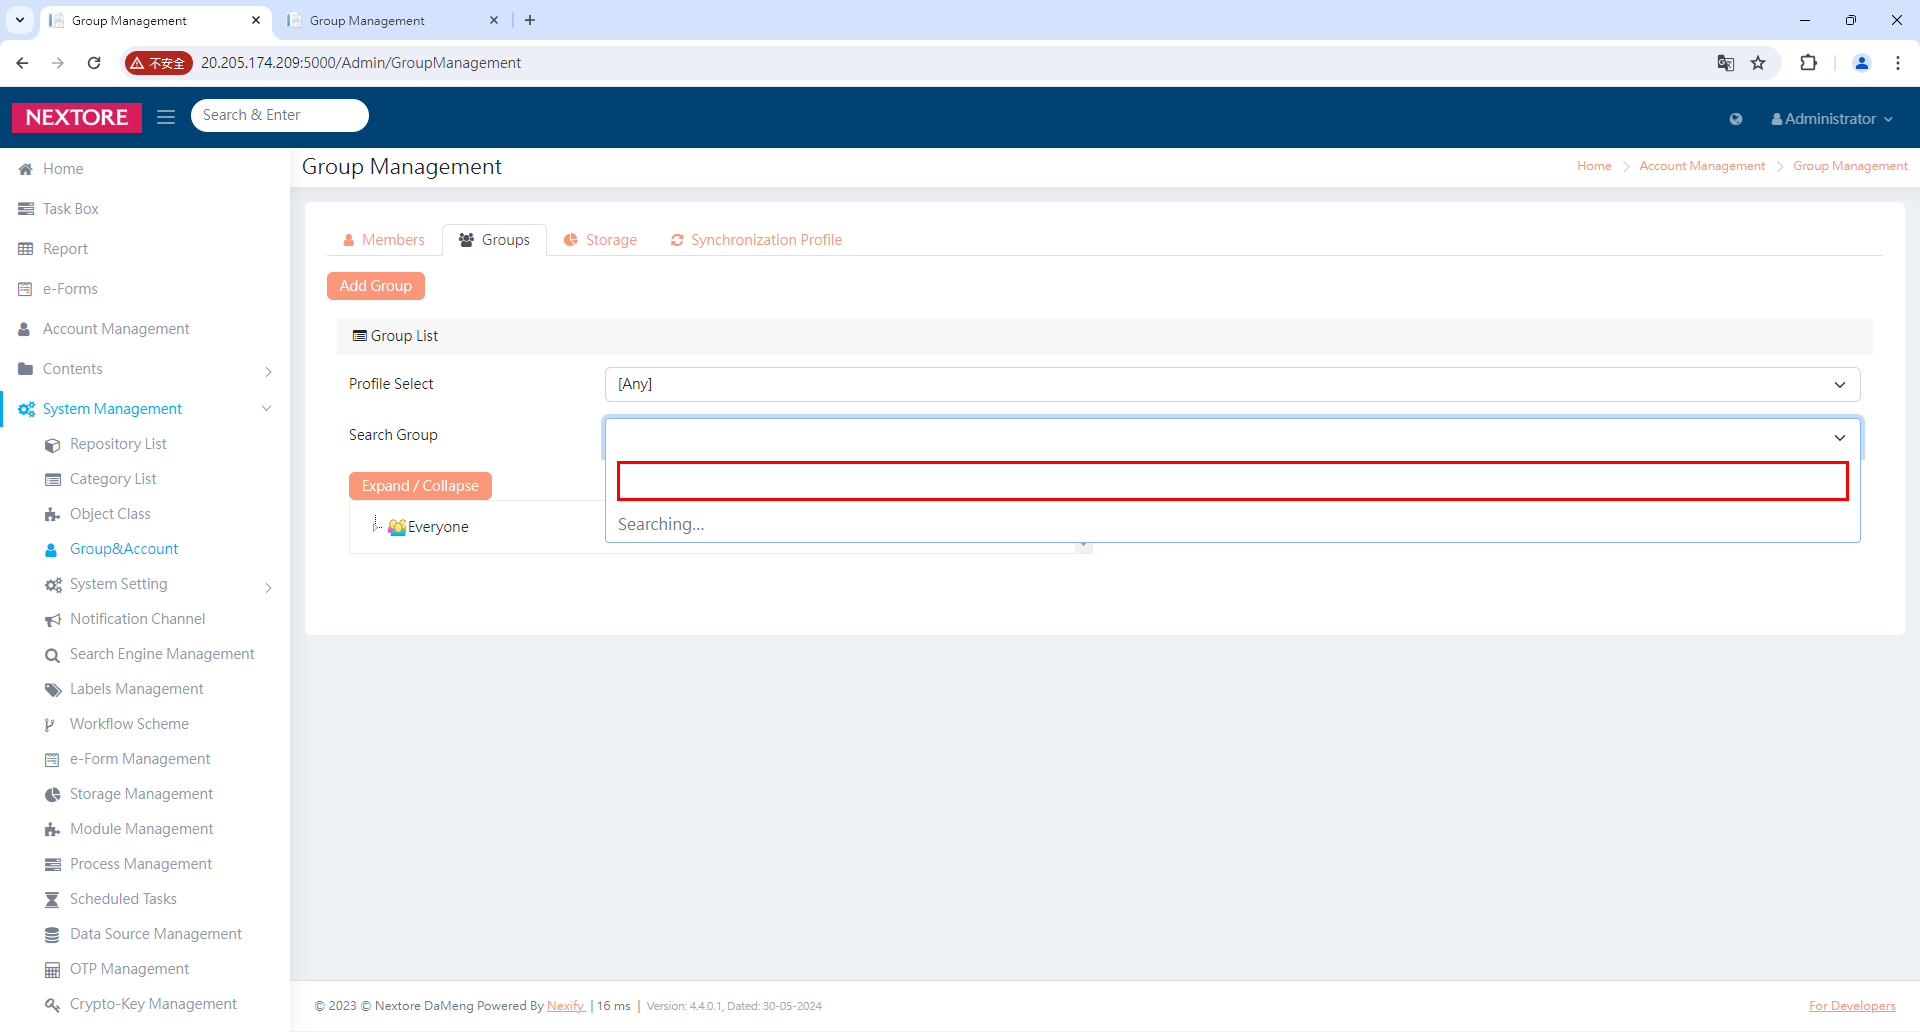 Group Management
Group Management
不安全
20.205.174.209:5000/Admin/GroupManagement
NEXTORE
Search & Enter
Administrator
Home
Task Box
Report
e-Forms
Account Management
Contents
System Management
Repository List
Category List
Object Class
Group&Account
System Setting
Notification Channel
Search Engine Management
Labels Management
Workflow Scheme
e-Form Management
Storage Management
Module Management
Process Management
Scheduled Tasks
Data Source Management
OTP Management
Crypto-Key Management
Group Management
Home > Account Management > Group Management
Members
Groups
Storage
Synchronization Profile
Add Group
Group List
Profile Select
[Any]
Search Group
Searching...
Expand / Collapse
Everyone
© 2023 © Nextore DaMeng Powered By Nexify | 16 ms | Version: 4.4.0.1, Dated: 30-05-2024
For Developers